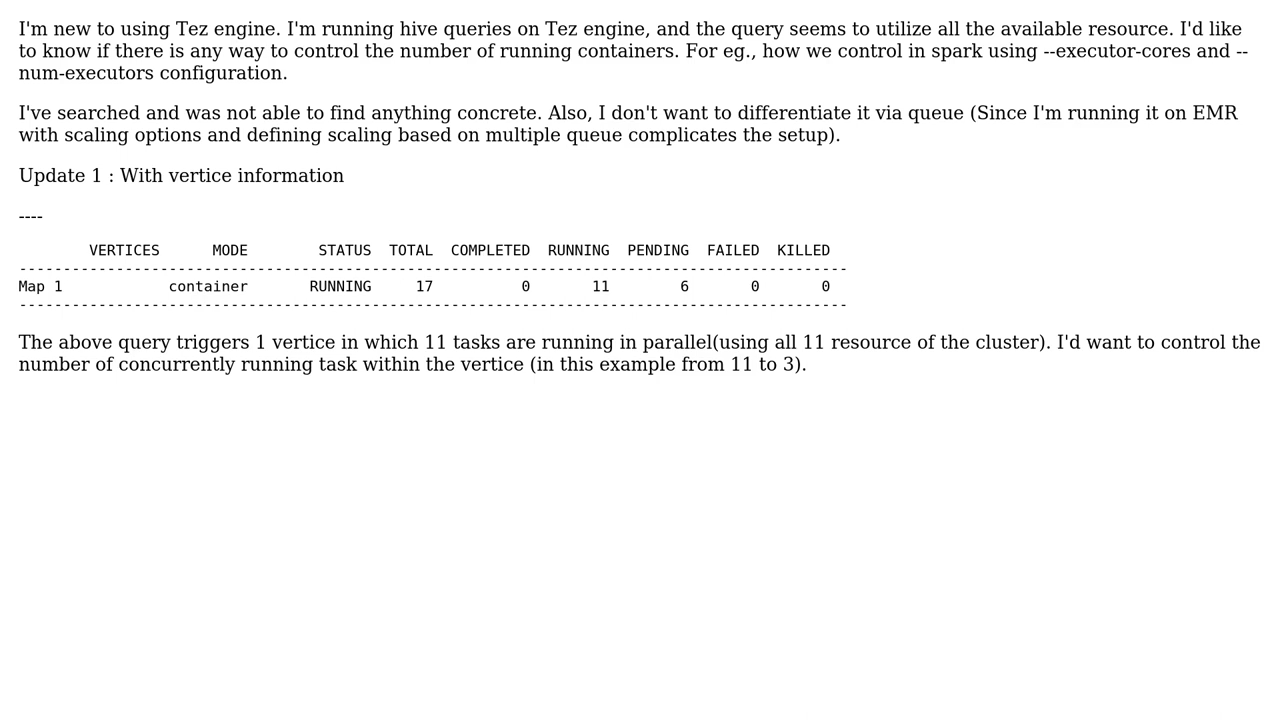 I'm new to using Tez engine. I'm running hive queries on Tez engine, and the query seems to utilize all the available resource. I'd like
to know if there is any way to control the number of running containers. For eg., how we control in spark using --executor-cores and --
num-executors configuration.
I've searched and was not able to find anything concrete. Also, I don't want to differentiate it via queue (Since I'm running it on EMR
with scaling options and defining scaling based on multiple queue complicates the setup).
Update 1 : With vertice information
----
        VERTICES      MODE        STATUS  TOTAL  COMPLETED  RUNNING  PENDING  FAILED  KILLED
----------------------------------------------------------------------------------------------
Map 1            container       RUNNING     17          0       11        6       0       0
----------------------------------------------------------------------------------------------
The above query triggers 1 vertice in which 11 tasks are running in parallel(using all 11 resource of the cluster). I'd want to control the
number of concurrently running task within the vertice (in this example from 11 to 3).